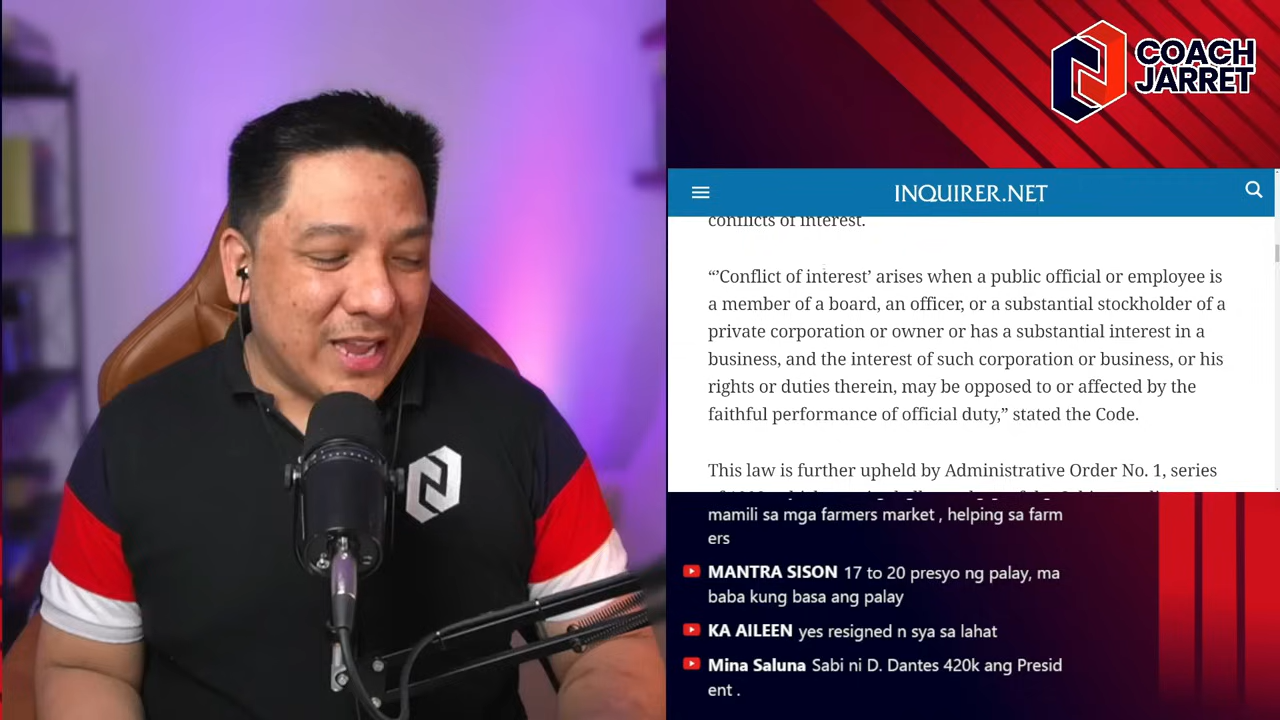 COACH
JARRET
INQUIRER.NET
conflicts of interest.
“’Conflict of interest’ arises when a public official or employee is
a member of a board, an officer, or a substantial stockholder of a
private corporation or owner or has a substantial interest in a
business, and the interest of such corporation or business, or his
rights or duties therein, may be opposed to or affected by the
faithful performance of official duty,” stated the Code.
This law is further upheld by Administrative Order No. 1, series
mamili sa mga farmers market , helping sa farm
ers
MANTRA SISON 17 to 20 presyo ng palay, ma
baba kung basa ang palay
KA AILEEN yes resigned n sya sa lahat
Mina Saluna Sabi ni D. Dantes 420k ang Presid
ent .